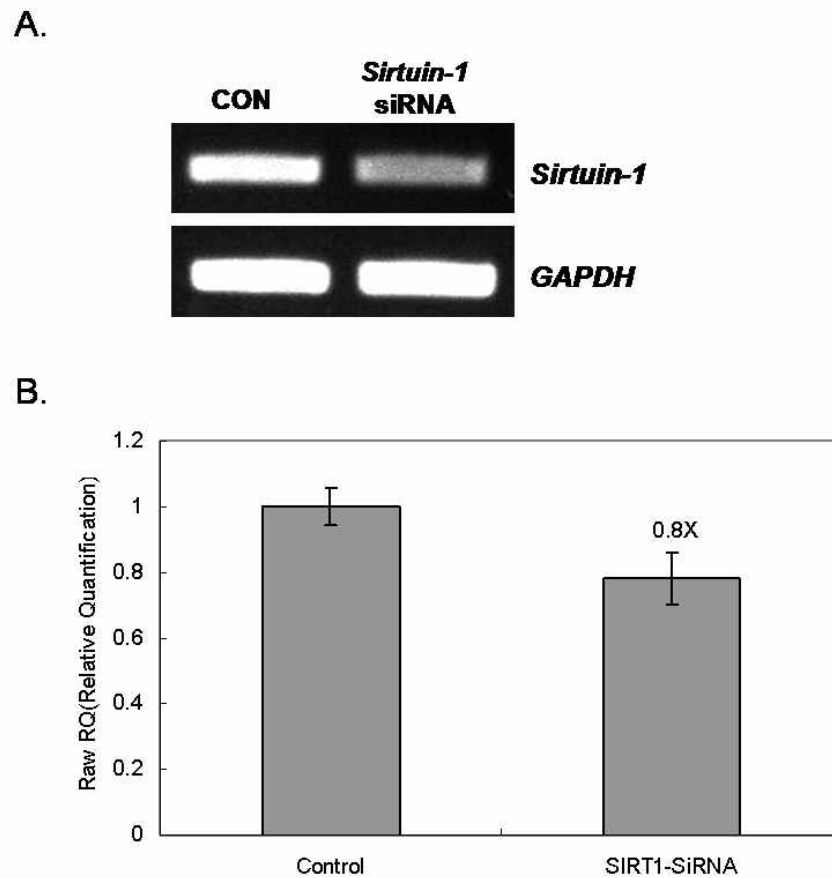 A.
CON
Sirtuin-1
siRNA
Sirtuin-1
GAPDH
B.
Raw RQ(Relative Quantification)
1.2
1
0.8
0.6
0.4
0.2
0
0.8X
Control
SIRT1-SiRNA